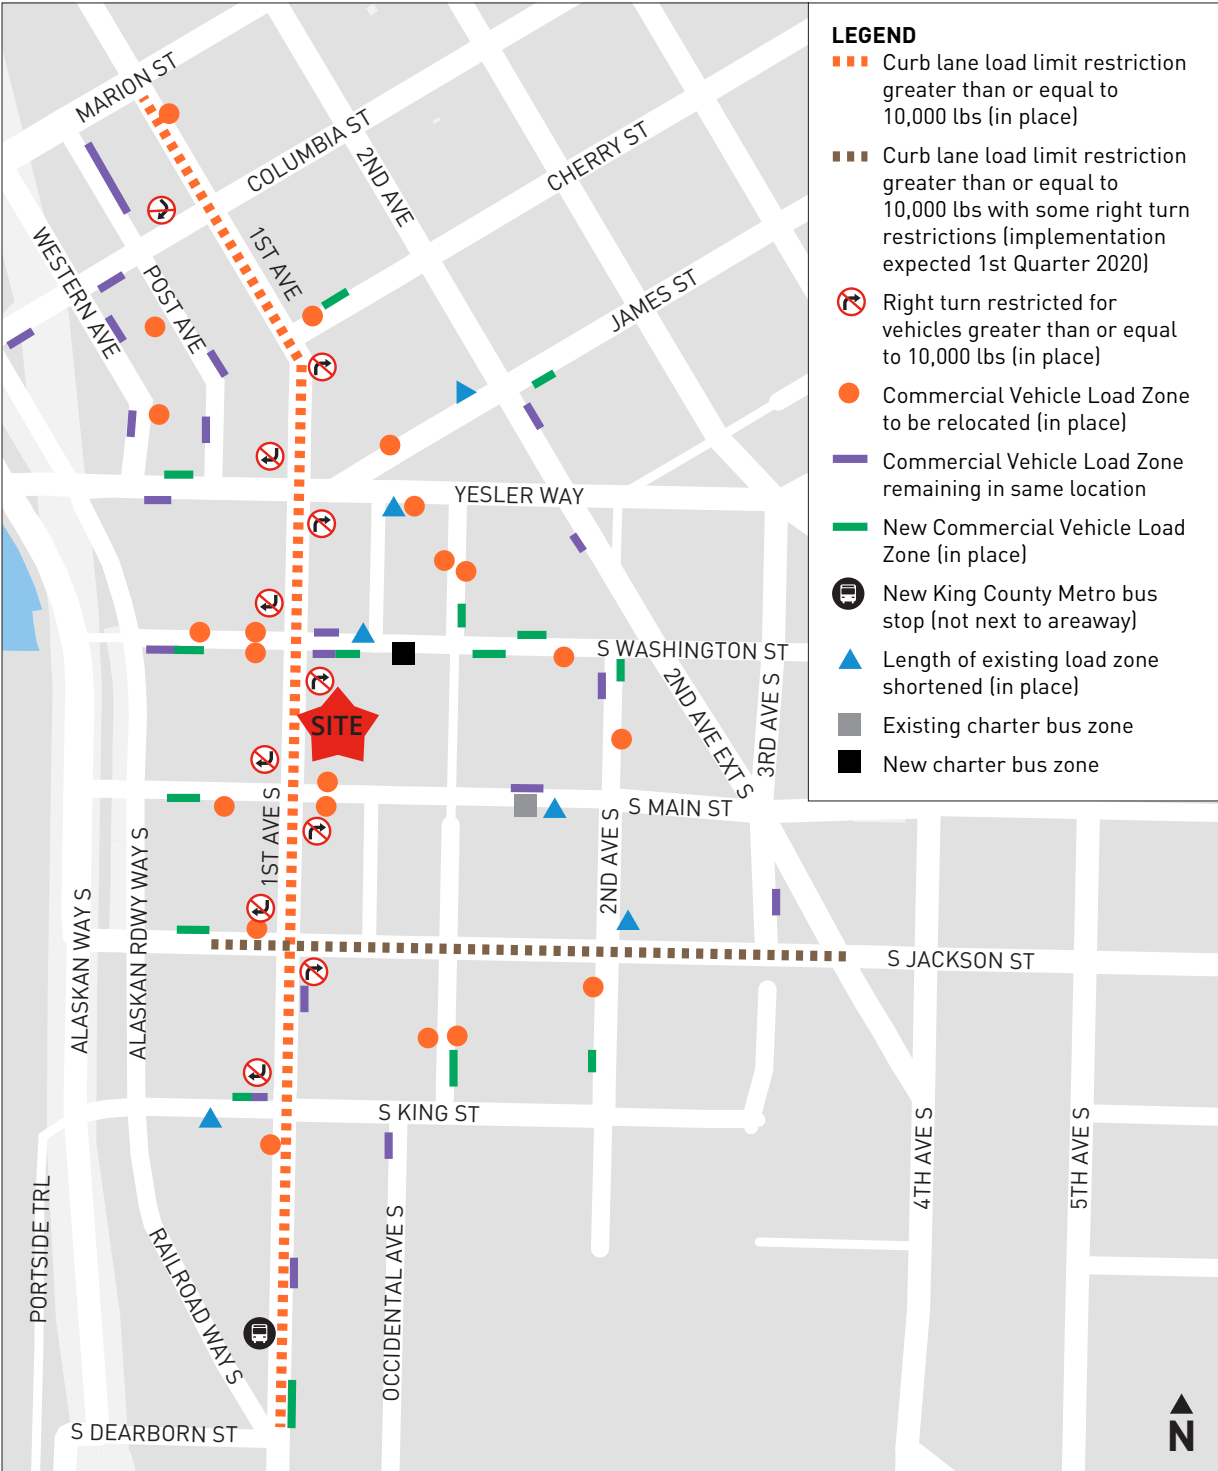 LEGEND
Curb lane load limit restriction
greater than or equal to
10,000 lbs (in place)
Curb lane load limit restriction
greater than or equal to
10,000 lbs with some right turn
restrictions (implementation
expected 1st Quarter 2020)
Right turn restricted for
vehicles greater than or equal
to 10,000 lbs (in place)
Commercial Vehicle Load Zone
to be relocated (in place)
Commercial Vehicle Load Zone
remaining in same location
New Commercial Vehicle Load
Zone (in place)
New King County Metro bus
stop (not next to areaway)
Length of existing load zone
shortened (in place)
Existing charter bus zone
New charter bus zone
MARION ST
COLUMBIA ST
2ND AVE
CHERRY ST
WESTERN AVE
POST AVE
1ST AVE
JAMES ST
YESLER WAY
S WASHINGTON ST
2ND AVE EXT S
3RD AVE S
SITE
S MAIN ST
1ST AVE S
2ND AVE S
ALASKAN WAY S
ALASKAN RDWY WAY S
S JACKSON ST
S KING ST
4TH AVE S
5TH AVE S
PORTSIDE TRL
RAILROAD WAY S
OCCIDENTAL AVE S
S DEARBORN ST
N